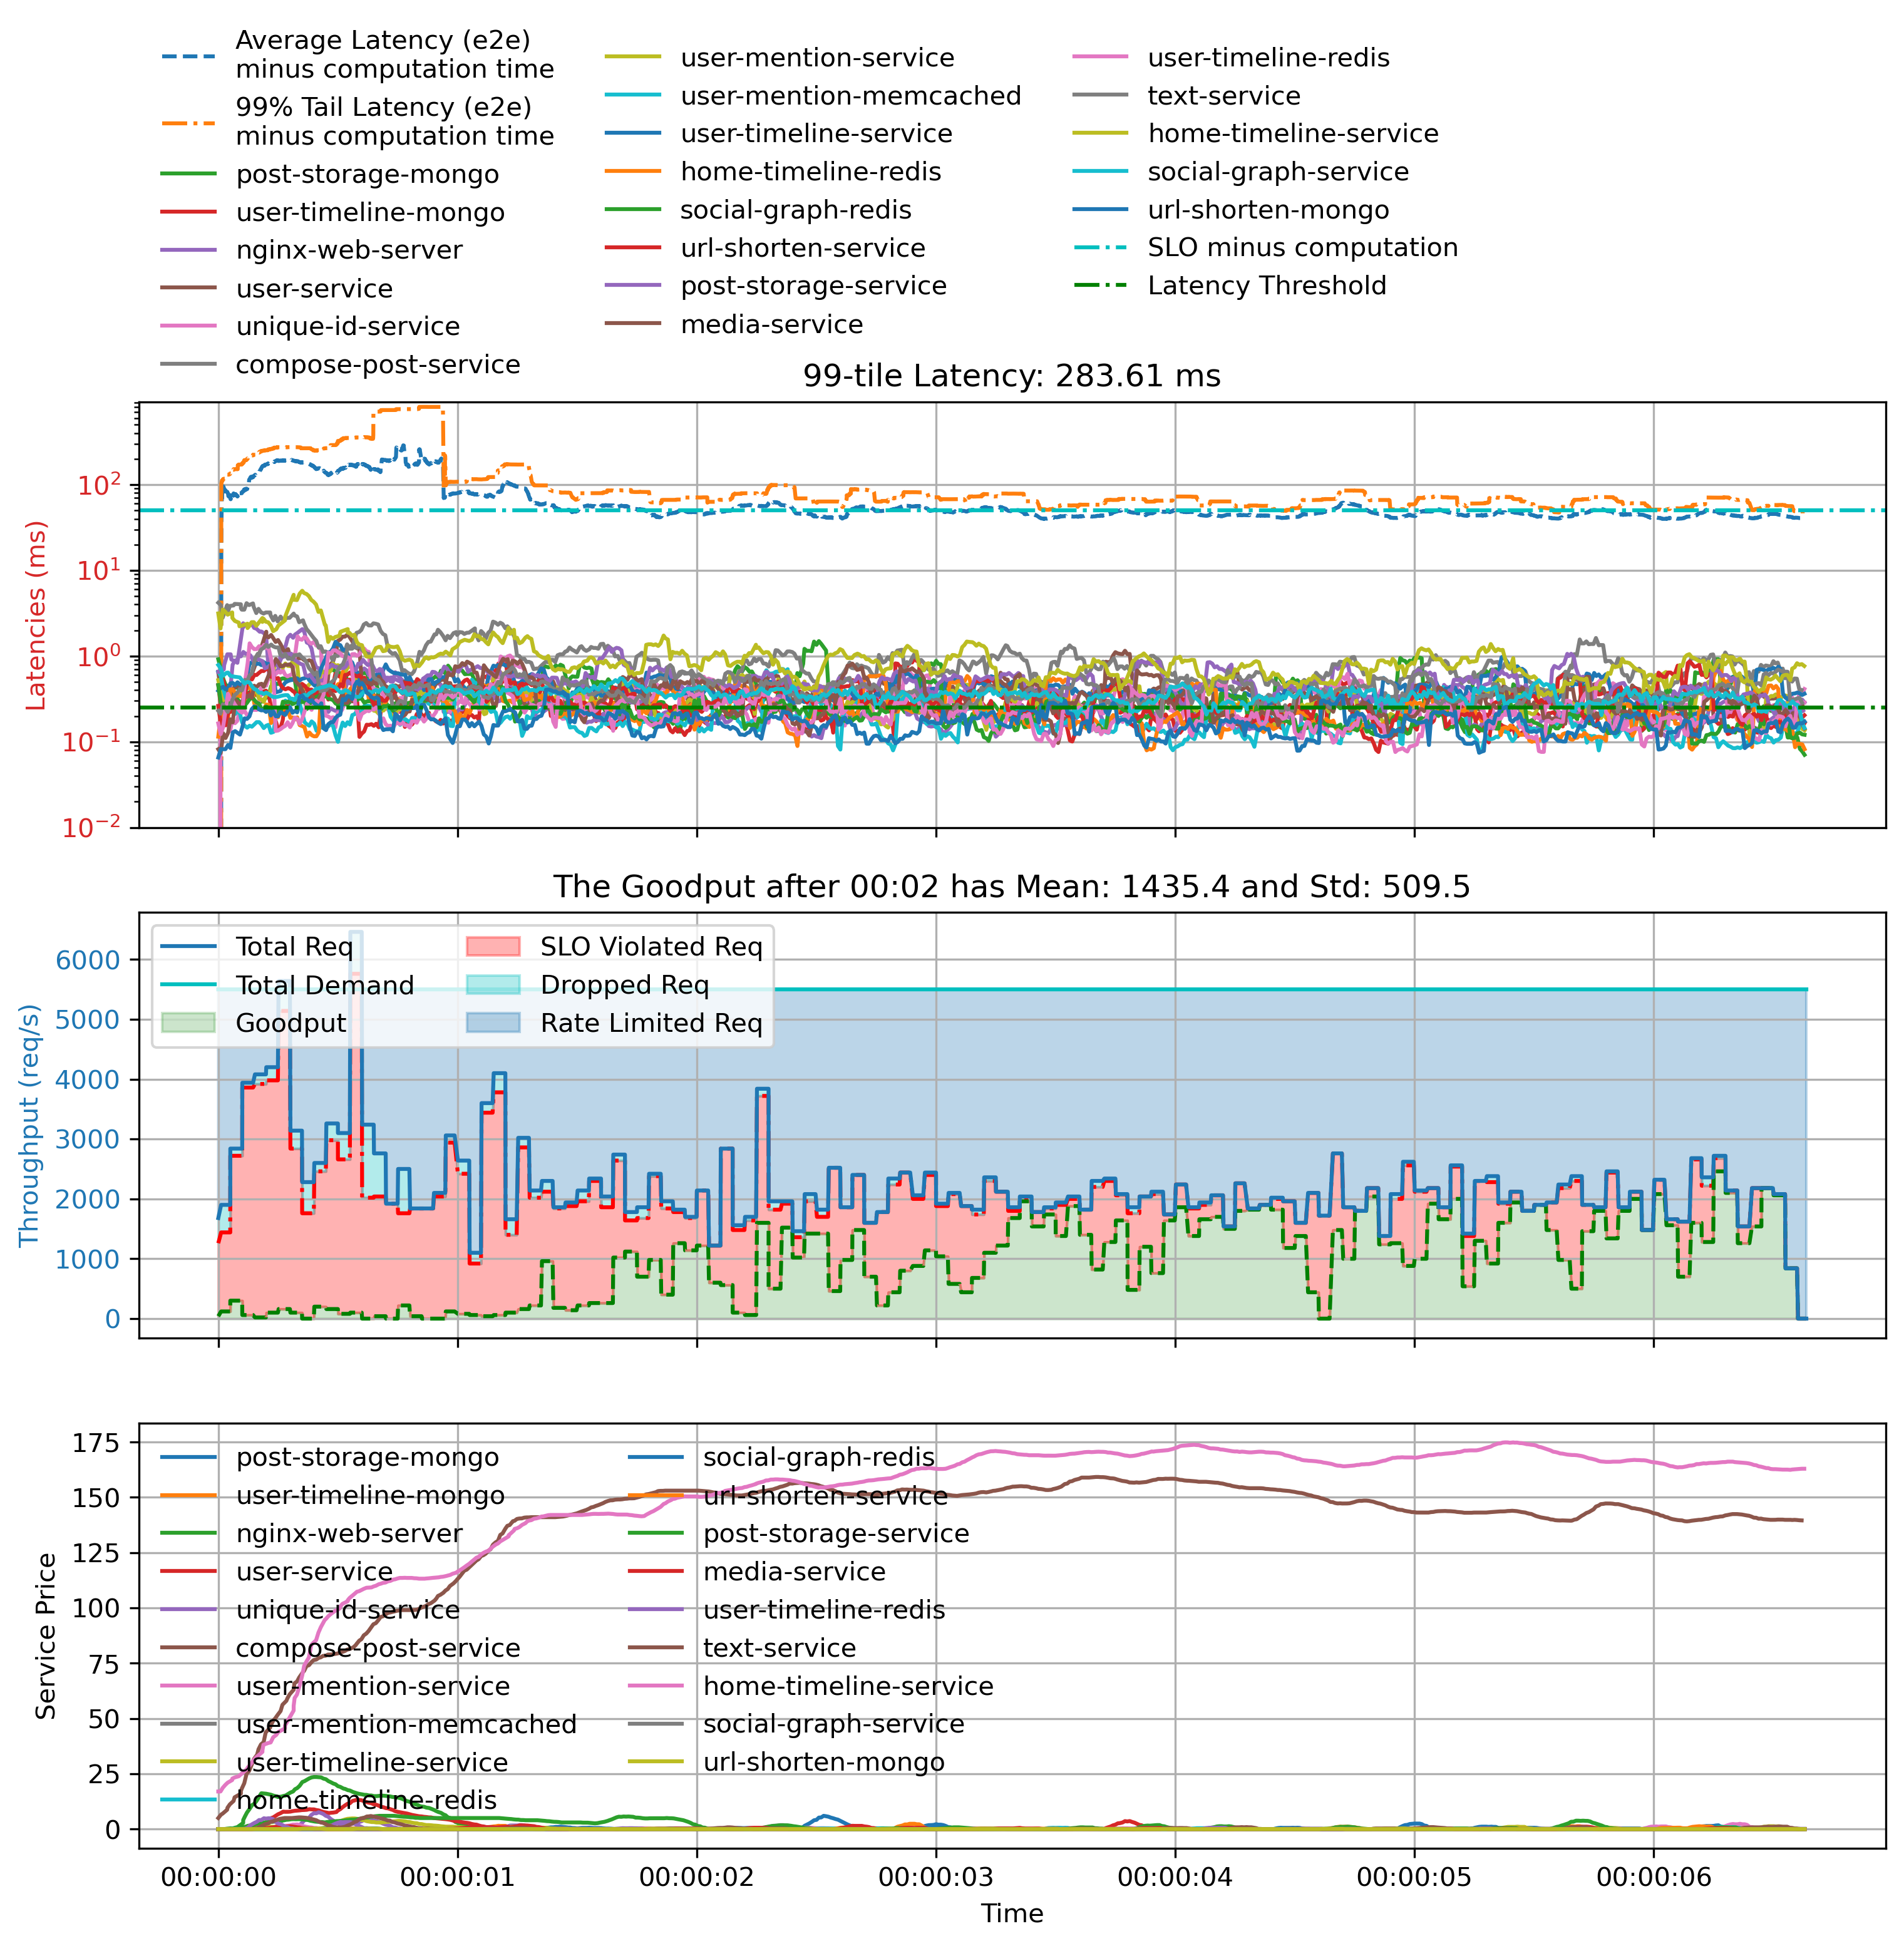 Average Latency (e2e)
minus computation time
99% Tail Latency (e2e)
minus computation time
post-storage-mongo
user-timeline-mongo
nginx-web-server
user-service
unique-id-service
compose-post-service
user-mention-service
user-mention-memcached
user-timeline-service
home-timeline-redis
social-graph-redis
url-shorten-service
post-storage-service
media-service
user-timeline-redis
text-service
home-timeline-service
social-graph-service
url-shorten-mongo
SLO minus computation
Latency Threshold
99-tile Latency: 283.61 ms
Latencies (ms)
10²
10¹
10⁰
10⁻¹
10⁻²
The Goodput after 00:02 has Mean: 1435.4 and Std: 509.5
Throughput (req/s)
6000
5000
4000
3000
2000
1000
0
Total Req
Total Demand
Goodput
SLO Violated Req
Dropped Req
Rate Limited Req
Service Price
175
150
125
100
75
50
25
0
post-storage-mongo
user-timeline-mongo
nginx-web-server
user-service
unique-id-service
compose-post-service
user-mention-service
user-mention-memcached
user-timeline-service
home-timeline-redis
social-graph-redis
url-shorten-service
post-storage-service
media-service
user-timeline-redis
text-service
home-timeline-service
social-graph-service
url-shorten-mongo
00:00:00 00:00:01 00:00:02 00:00:03 00:00:04 00:00:05 00:00:06
Time